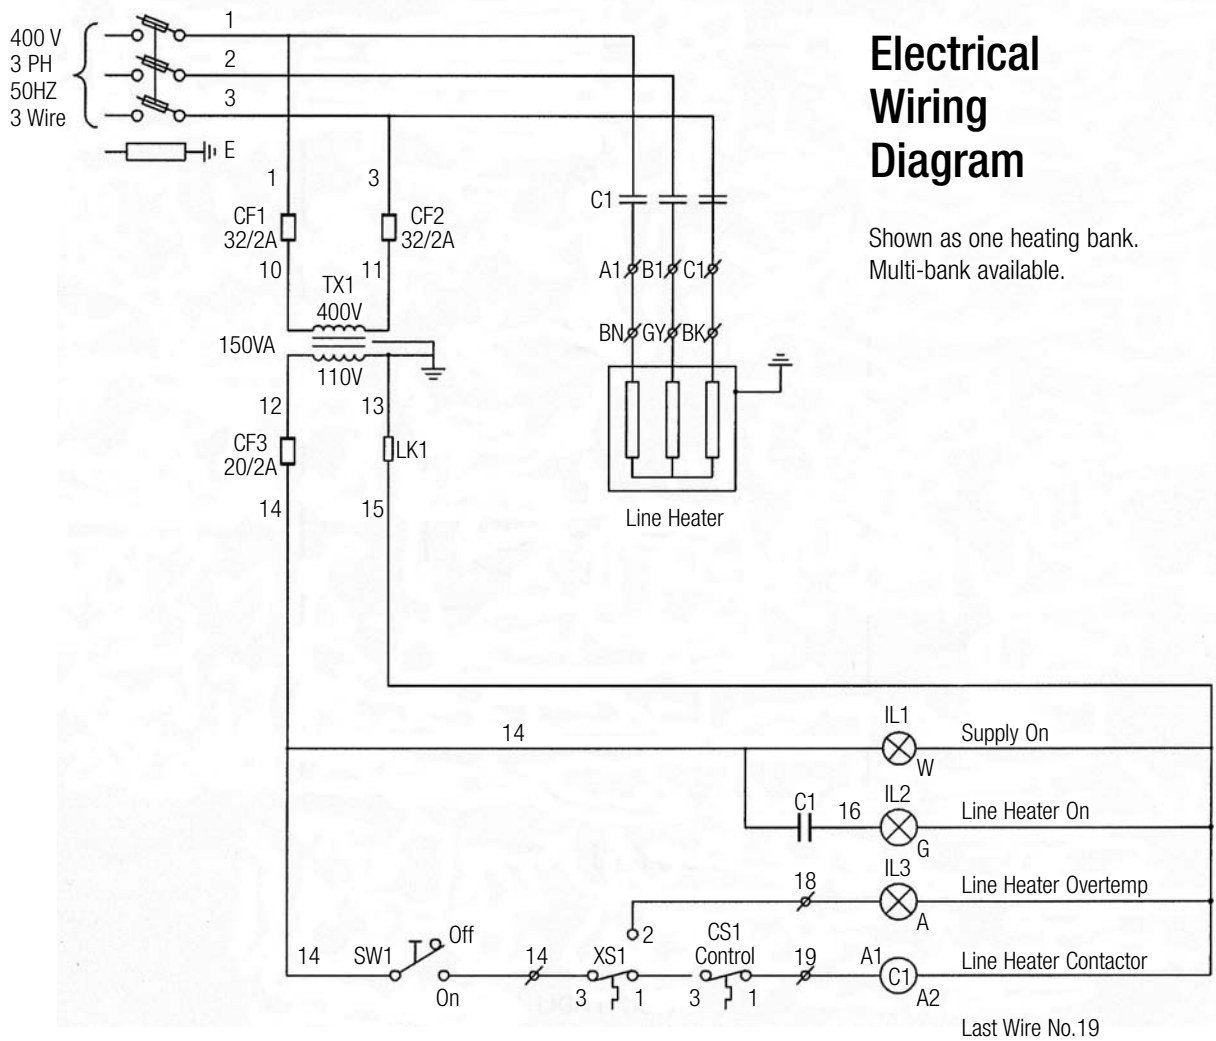 400 V
3 PH
50HZ
3 Wire
1
2
3
E
Electrical
Wiring
Diagram
Shown as one heating bank.
Multi-bank available.
1
3
CF1
32/2A
CF2
32/2A
10
11
TX1
400V
150VA
110V
12
13
CF3
20/2A
LK1
14
15
C1
A1
B1
C1
BN
GY
BK
Line Heater
14
IL1
W
Supply On
C1
16
IL2
G
Line Heater On
18
IL3
A
Line Heater Overtemp
14
SW1
Off
On
14
XS1
2
3
1
CS1
Control
3
1
19
A1
C1
A2
Line Heater Contactor
Last Wire No.19